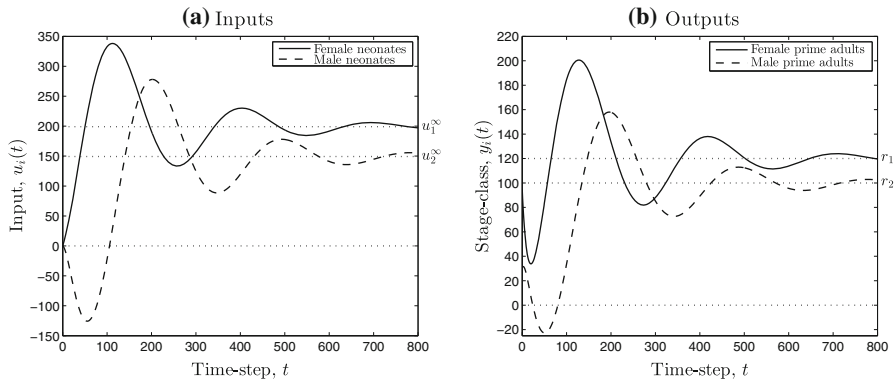 (a) Inputs
350
300
250
200
150
100
50
0
−50
−100
−150
Input, u_i(t)
Female neonates
Male neonates
u_1^∞
u_2^∞
0 100 200 300 400 500 600 700 800
Time-step, t
(b) Outputs
220
200
180
160
140
120
100
80
60
40
20
0
−20
Stage-class, y_i(t)
Female prime adults
Male prime adults
r_1
r_2
0 100 200 300 400 500 600 700 800
Time-step, t